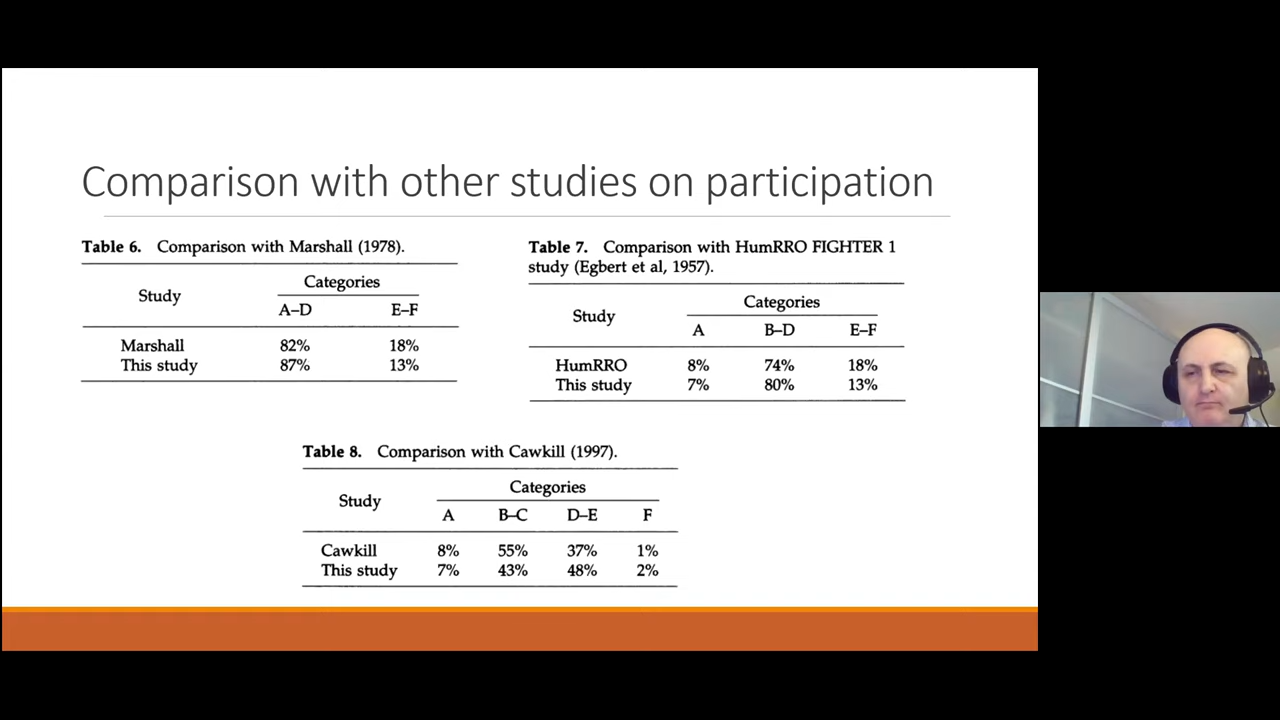 Comparison with other studies on participation
Table 6. Comparison with Marshall (1978).
Categories
Study
A–D E–F
Marshall 82% 18%
This study 87% 13%
Table 7. Comparison with HumRRO FIGHTER 1
study (Egbert et al, 1957).
Categories
Study
A B–D E–F
HumRRO 8% 74% 18%
This study 7% 80% 13%
Table 8. Comparison with Cawkill (1997).
Categories
Study
A B–C D–E F
Cawkill 8% 55% 37% 1%
This study 7% 43% 48% 2%